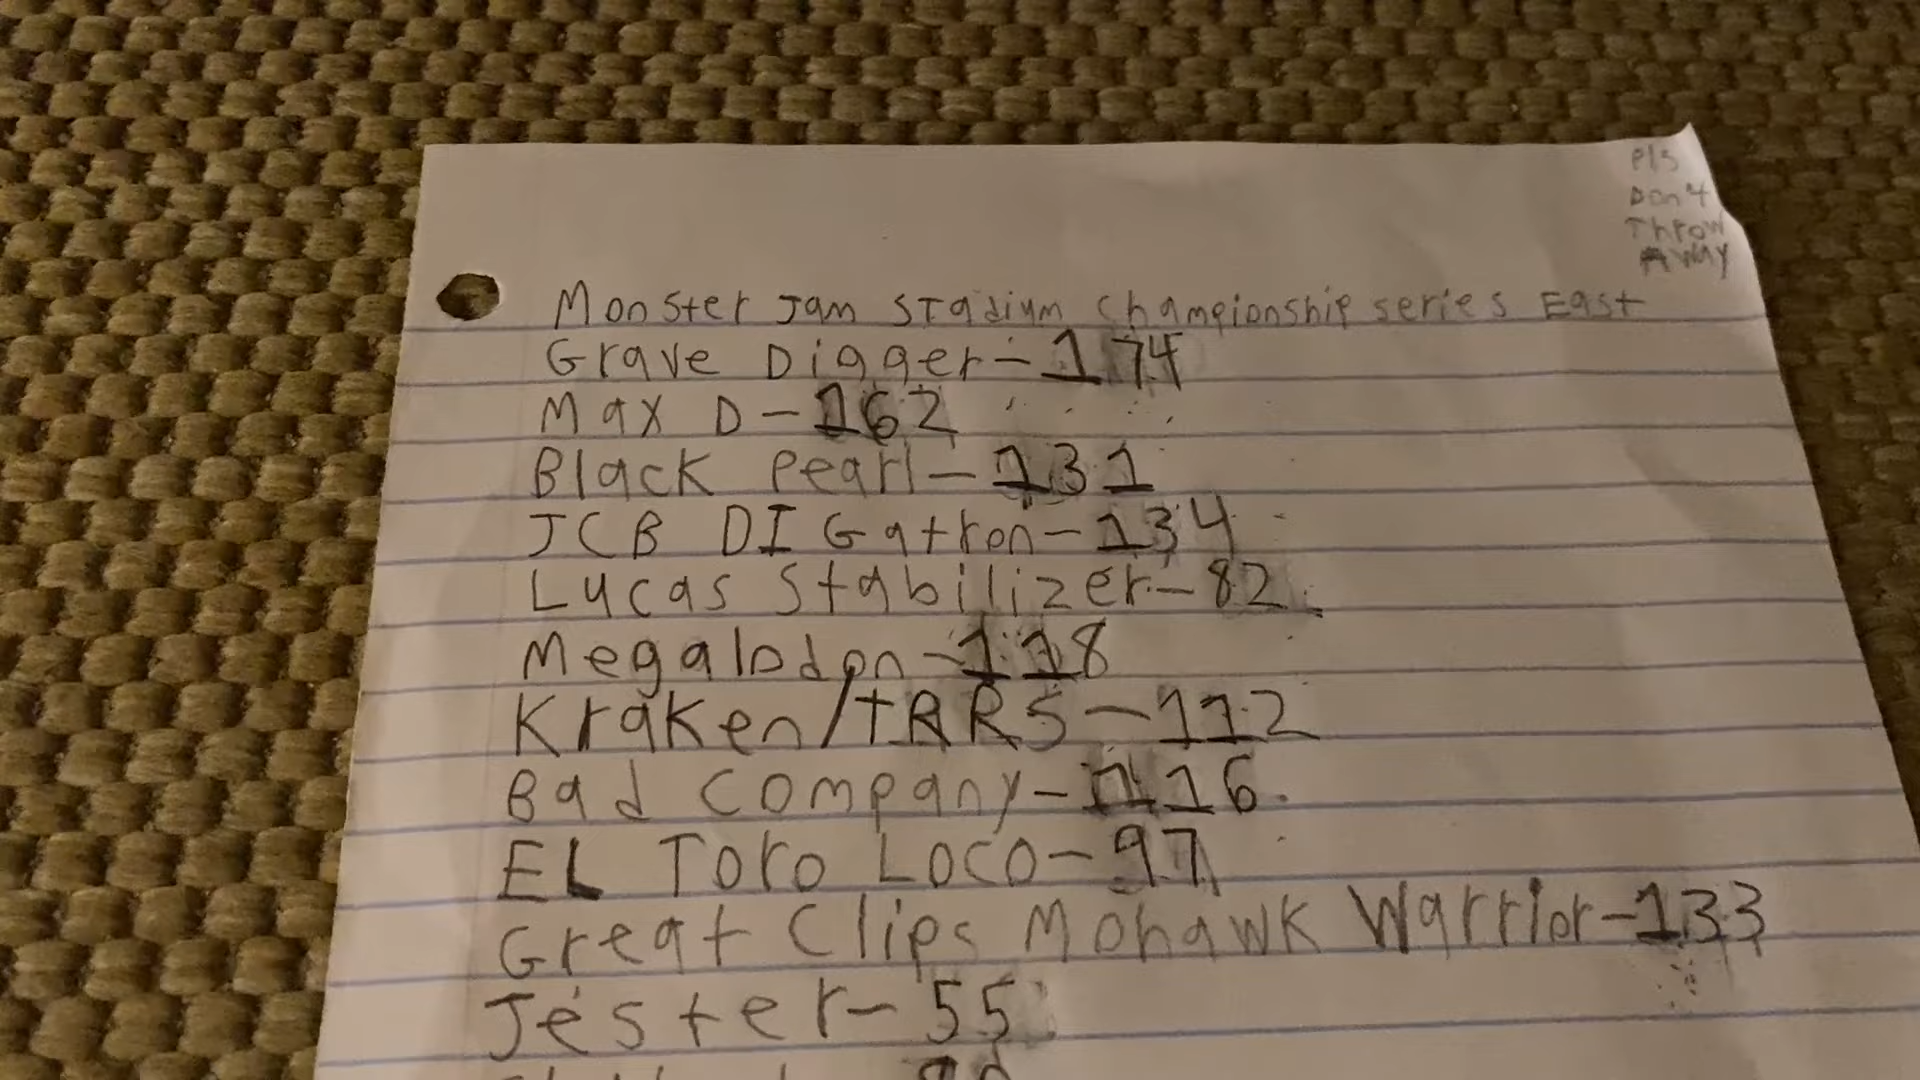 Pls
Don't
Throw
Away
Monster Jam Stadium Championship series East
Grave Digger-174
Max D-162
Black Pearl-131
JCB DIGatron-134
Lucas Stabilizer-82
Megalodon-118
Kraken/TRRS-112
Bad Company-116
EL Toro Loco-97
Great Clips Mohawk Warrior-133
Jester-55